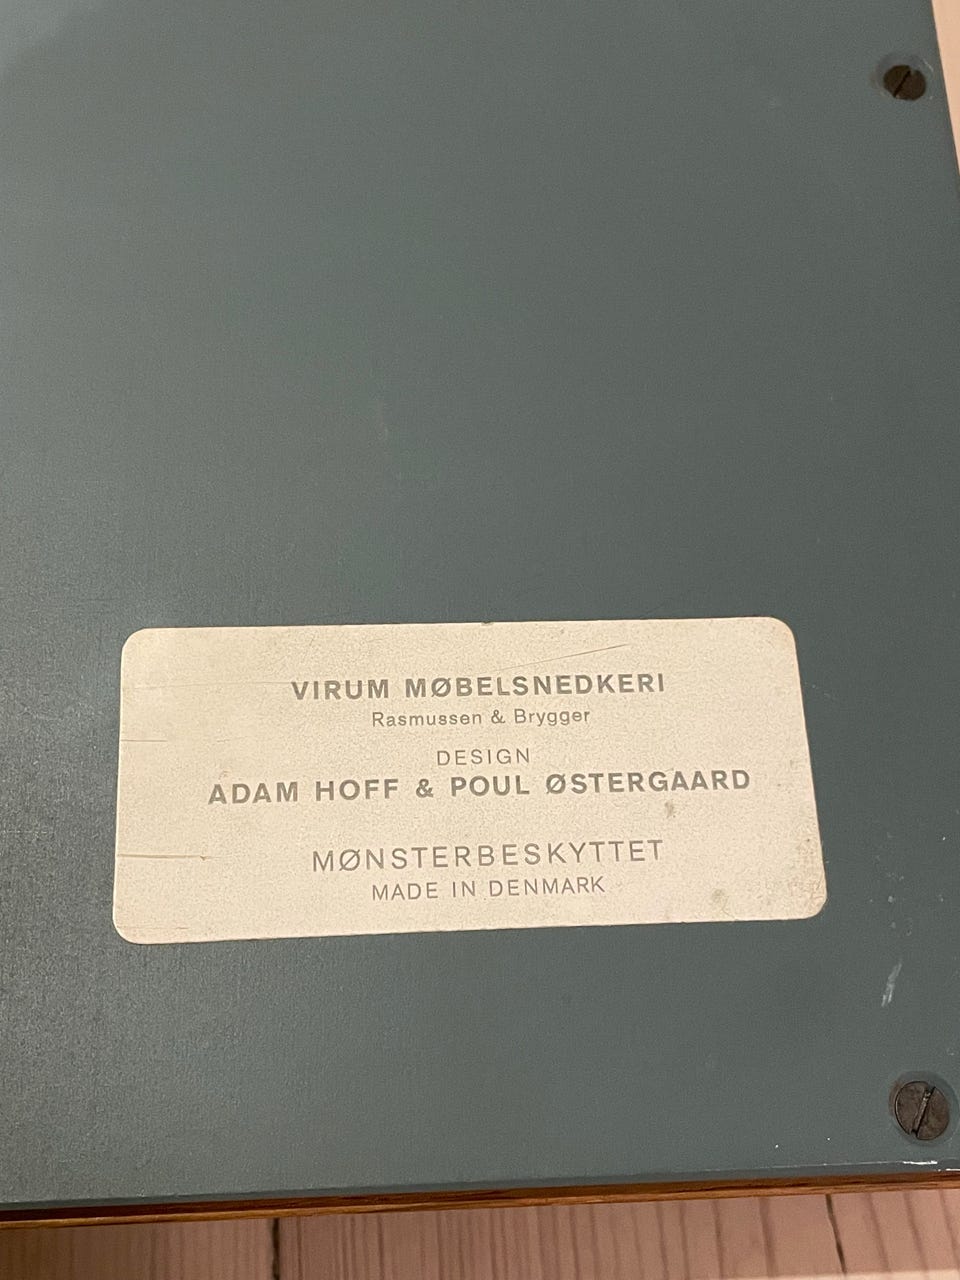 VIRUM MØBELSNEDKERI
Rasmussen & Brygger
DESIGN
ADAM HOFF & POUL ØSTERGAARD
MØNSTERBESKYTTET
MADE IN DENMARK